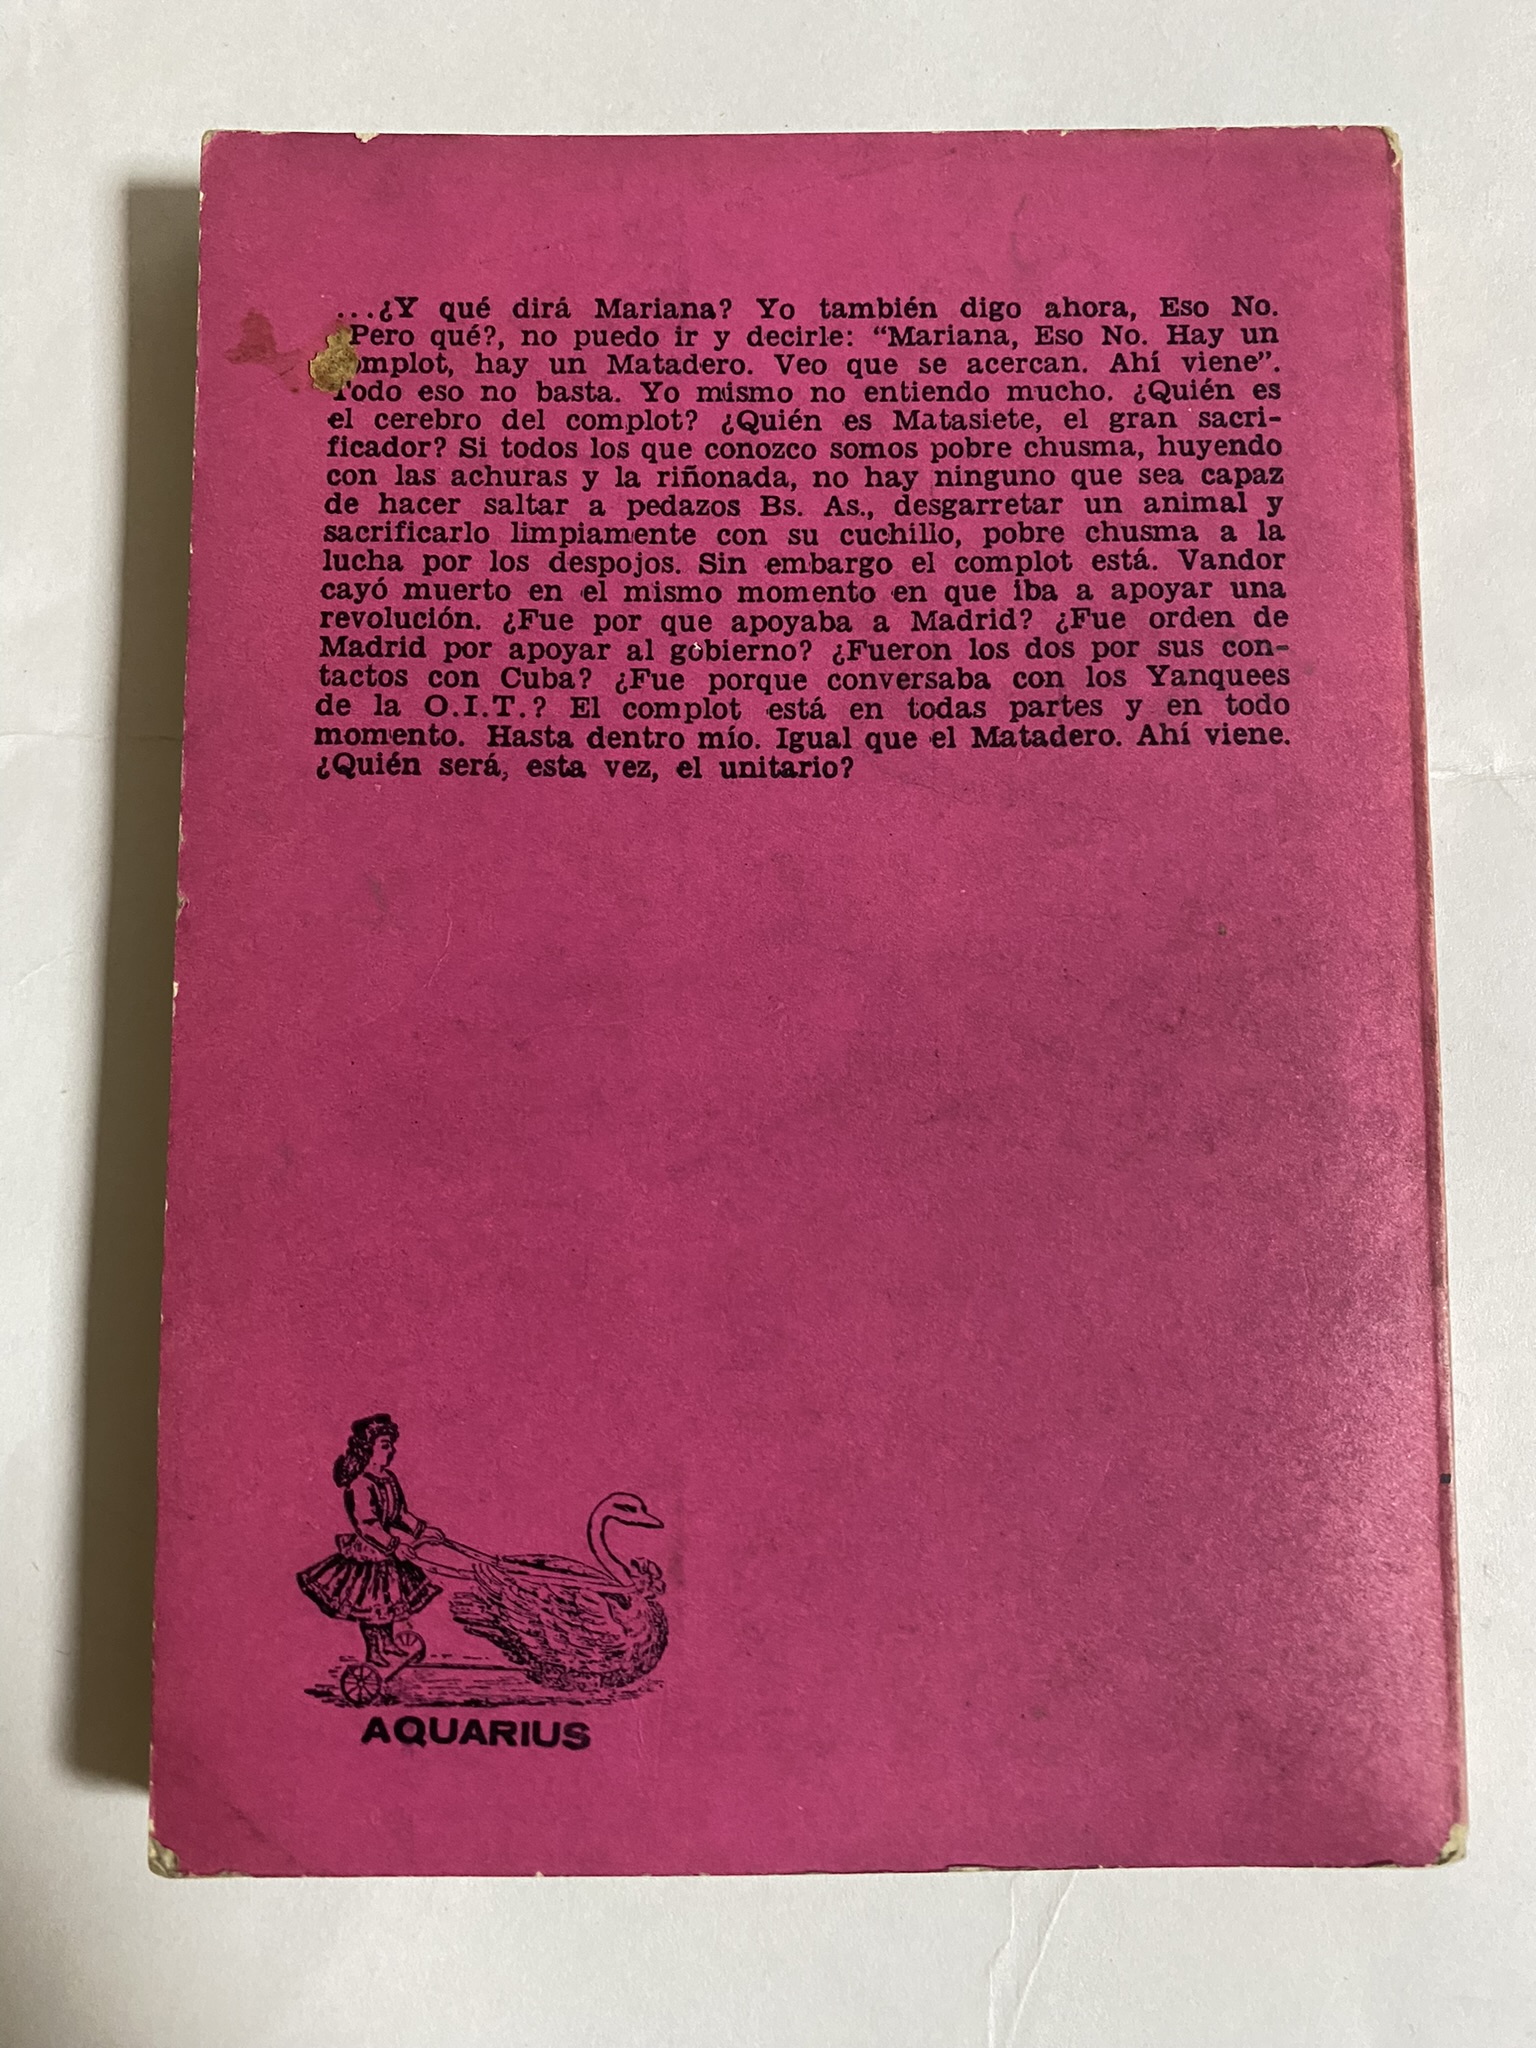 ...¿Y qué dirá Mariana? Yo también digo ahora, Eso No.
Pero qué?, no puedo ir y decirle: “Mariana, Eso No. Hay un
omplot, hay un Matadero. Veo que se acercan. Ahí viene”.
Todo eso no basta. Yo mismo no entiendo mucho. ¿Quién es
el cerebro del complot? ¿Quién es Matasiete, el gran sacri-
ficador? Si todos los que conozco somos pobre chusma, huyendo
con las achuras y la riñonada, no hay ninguno que sea capaz
de hacer saltar a pedazos Bs. As., desgarretar un animal y
sacrificarlo limpiamente con su cuchillo, pobre chusma a la
lucha por los despojos. Sin embargo el complot está. Vandor
cayó muerto en el mismo momento en que iba a apoyar una
revolución. ¿Fue por que apoyaba a Madrid? ¿Fue orden de
Madrid por apoyar al gobierno? ¿Fueron los dos por sus con-
tactos con Cuba? ¿Fue porque conversaba con los Yanquees
de la O.I.T.? El complot está en todas partes y en todo
momento. Hasta dentro mío. Igual que el Matadero. Ahí viene.
¿Quién será, esta vez, el unitario?
AQUARIUS